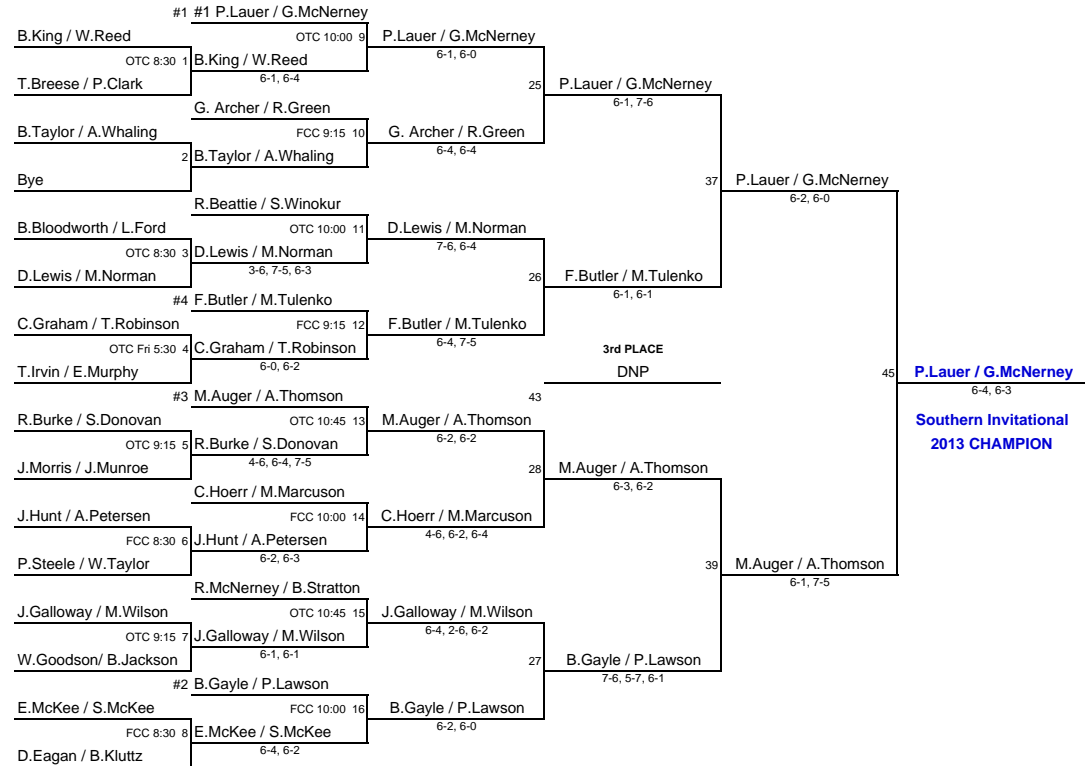 #1 #1 P.Lauer / G.McNerney
B.King / W.Reed OTC 10:00 9 P.Lauer / G.McNerney
6-1, 6-0
OTC 8:30 1 B.King / W.Reed
6-1, 6-4
T.Breese / P.Clark 25 P.Lauer / G.McNerney
6-1, 7-6
G. Archer / R.Green
B.Taylor / A.Whaling FCC 9:15 10 G. Archer / R.Green
6-4, 6-4
2 B.Taylor / A.Whaling
Bye 37 P.Lauer / G.McNerney
6-2, 6-0
R.Beattie / S.Winokur
B.Bloodworth / L.Ford OTC 10:00 11 D.Lewis / M.Norman
7-6, 6-4
OTC 8:30 3 D.Lewis / M.Norman
3-6, 7-5, 6-3
D.Lewis / M.Norman 26 F.Butler / M.Tulenko
6-1, 6-1
#4 F.Butler / M.Tulenko
C.Graham / T.Robinson FCC 9:15 12 F.Butler / M.Tulenko
6-4, 7-5
OTC Fri 5:30 4 C.Graham / T.Robinson 3rd PLACE
6-0, 6-2
T.Irvin / E.Murphy DNP 45 P.Lauer / G.McNerney
6-4, 6-3
#3 M.Auger / A.Thomson 43
R.Burke / S.Donovan OTC 10:45 13 M.Auger / A.Thomson Southern Invitational
6-2, 6-2
OTC 9:15 5 R.Burke / S.Donovan 2013 CHAMPION
4-6, 6-4, 7-5
J.Morris / J.Munroe 28 M.Auger / A.Thomson
6-3, 6-2
C.Hoerr / M.Marcuson
J.Hunt / A.Petersen FCC 10:00 14 C.Hoerr / M.Marcuson
4-6, 6-2, 6-4
FCC 8:30 6 J.Hunt / A.Petersen
6-2, 6-3
P.Steele / W.Taylor 39 M.Auger / A.Thomson
6-1, 7-5
R.McNerney / B.Stratton
J.Galloway / M.Wilson OTC 10:45 15 J.Galloway / M.Wilson
6-4, 2-6, 6-2
OTC 9:15 7 J.Galloway / M.Wilson
6-1, 6-1
W.Goodson/ B.Jackson 27 B.Gayle / P.Lawson
7-6, 5-7, 6-1
#2 B.Gayle / P.Lawson
E.McKee / S.McKee FCC 10:00 16 B.Gayle / P.Lawson
6-2, 6-0
FCC 8:30 8 E.McKee / S.McKee
6-4, 6-2
D.Eagan / B.Kluttz